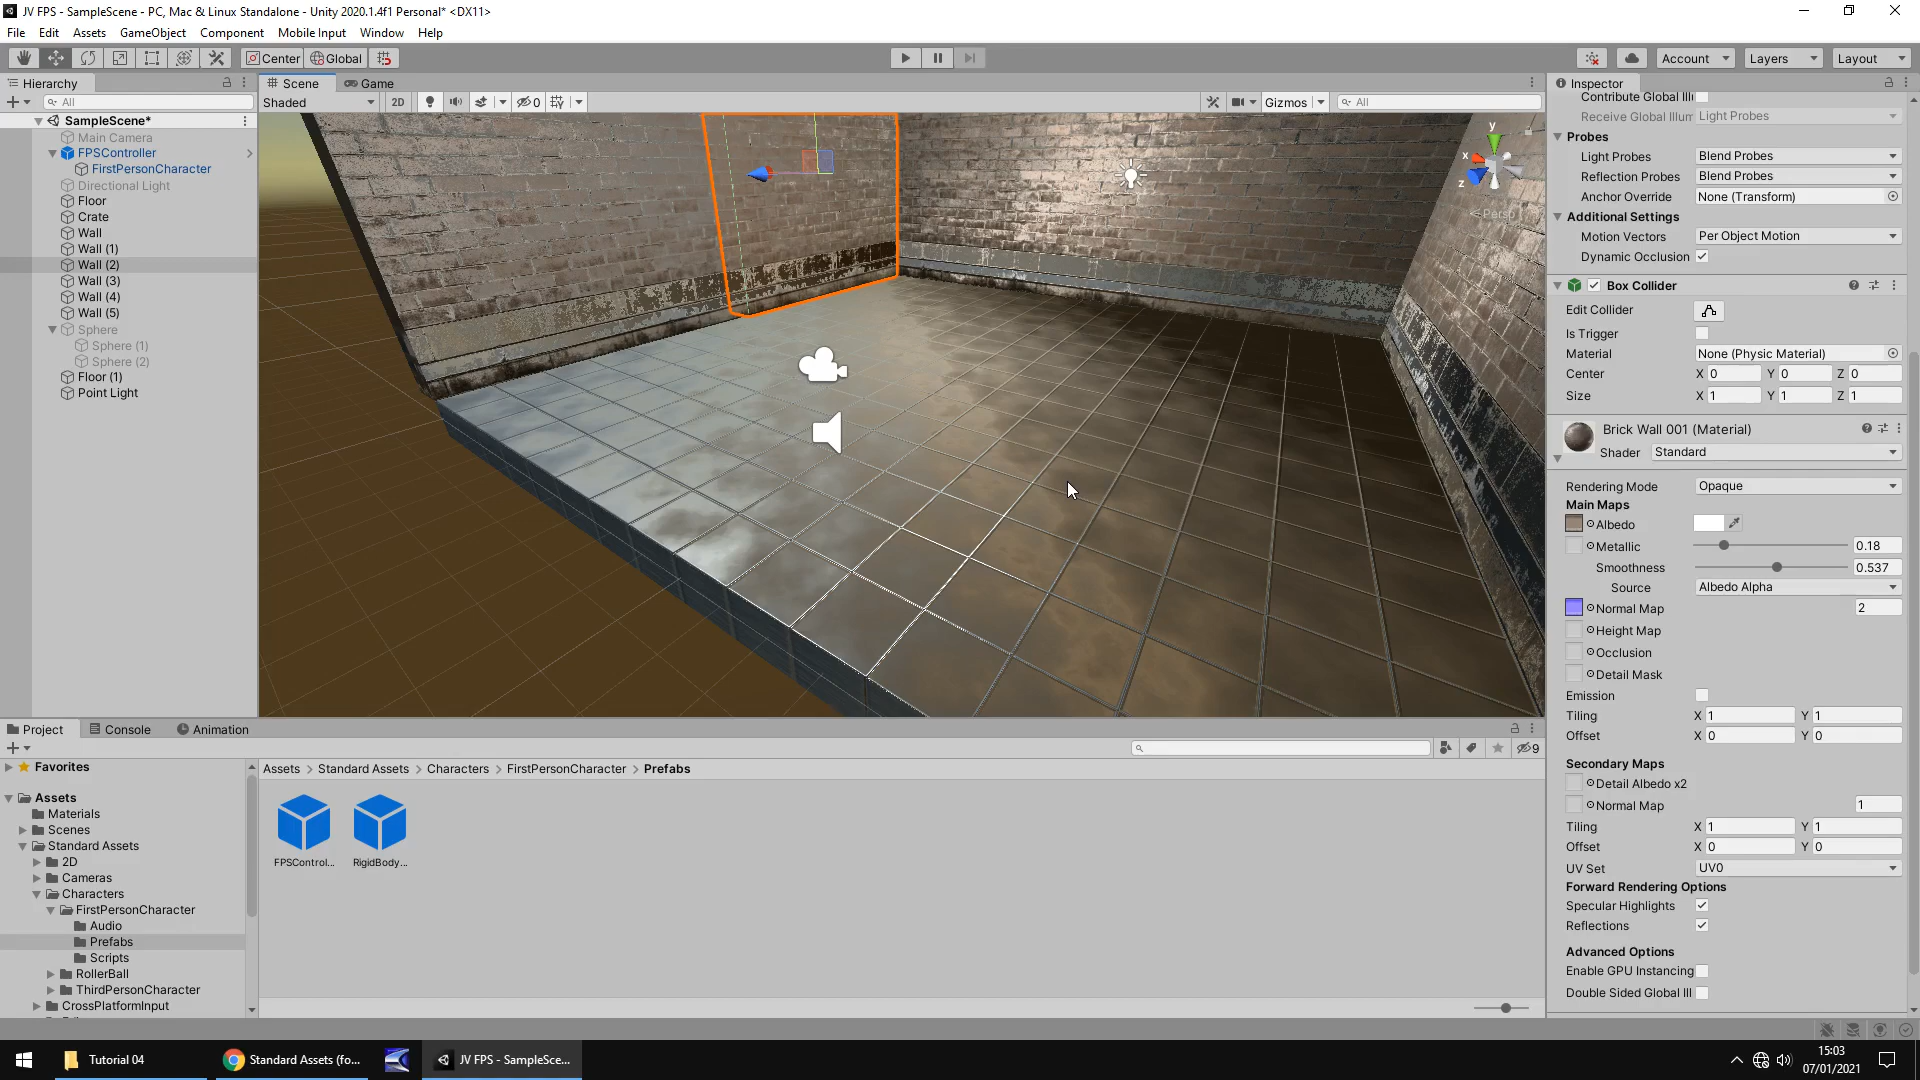 JV FPS - SampleScene - PC, Mac & Linux Standalone - Unity 2020.1.4f1 Personal* <DX11>
File Edit Assets GameObject Component Mobile Input Window Help
Center Global Account Layers Layout
Hierarchy
All
SampleScene*
Main Camera
FPSController
FirstPersonCharacter
Directional Light
Floor
Crate
Wall
Wall (1)
Wall (2)
Wall (3)
Wall (4)
Wall (5)
Sphere
Sphere (1)
Sphere (2)
Floor (1)
Point Light
Scene Game
Shaded 2D 0 Gizmos All
y
x
z
Persp
Inspector
Contribute Global Illu
Receive Global Illum Light Probes
Probes
Light Probes Blend Probes
Reflection Probes Blend Probes
Anchor Override None (Transform)
Additional Settings
Motion Vectors Per Object Motion
Dynamic Occlusion
Box Collider
Edit Collider
Is Trigger
Material None (Physic Material)
Center X 0 Y 0 Z 0
Size X 1 Y 1 Z 1
Brick Wall 001 (Material)
Shader Standard
Rendering Mode Opaque
Main Maps
Albedo
Metallic 0.18
Smoothness 0.537
Source Albedo Alpha
Normal Map 2
Height Map
Occlusion
Detail Mask
Emission
Tiling X 1 Y 1
Offset X 0 Y 0
Secondary Maps
Detail Albedo x2
Normal Map 1
Tiling X 1 Y 1
Offset X 0 Y 0
UV Set UV0
Forward Rendering Options
Specular Highlights
Reflections
Advanced Options
Enable GPU Instancing
Double Sided Global Ill
Project Console Animation
9
Favorites
Assets
Materials
Scenes
Standard Assets
2D
Cameras
Characters
FirstPersonCharacter
Audio
Prefabs
Scripts
RollerBall
ThirdPersonCharacter
CrossPlatformInput
Assets > Standard Assets > Characters > FirstPersonCharacter > Prefabs
FPSControl... RigidBody...
Tutorial 04 Standard Assets (fo... JV FPS - SampleSce...
15:03
07/01/2021